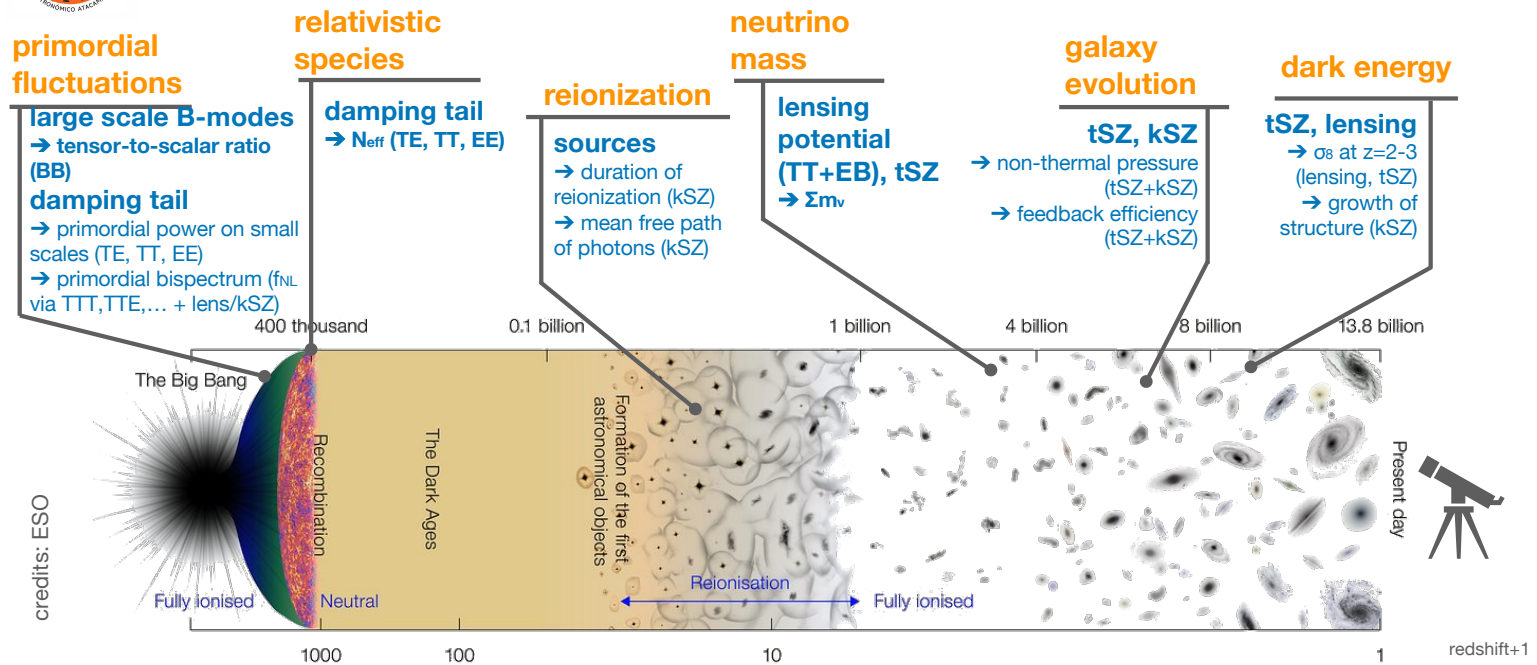 TRONÓMICO ATACAM
primordial
fluctuations
large scale B-modes
➔ tensor-to-scalar ratio
(BB)
damping tail
➔ primordial power on small
scales (TE, TT, EE)
➔ primordial bispectrum (fNL
via TTT,TTE,… + lens/kSZ)
relativistic
species
damping tail
➔ Neff (TE, TT, EE)
reionization
sources
➔ duration of
reionization (kSZ)
➔ mean free path
of photons (kSZ)
neutrino
mass
lensing
potential
(TT+EB), tSZ
➔ Σmν
galaxy
evolution
tSZ, kSZ
➔ non-thermal pressure
(tSZ+kSZ)
➔ feedback efficiency
(tSZ+kSZ)
dark energy
tSZ, lensing
➔ σ8 at z=2-3
(lensing, tSZ)
➔ growth of
structure (kSZ)
400 thousand
0.1 billion
1 billion
4 billion
8 billion
13.8 billion
The Big Bang
Recombination
The Dark Ages
Formation of the first
astronomical objects
Reionisation
Fully ionised
Neutral
Fully ionised
Present day
credits: ESO
1000
100
10
1
redshift+1